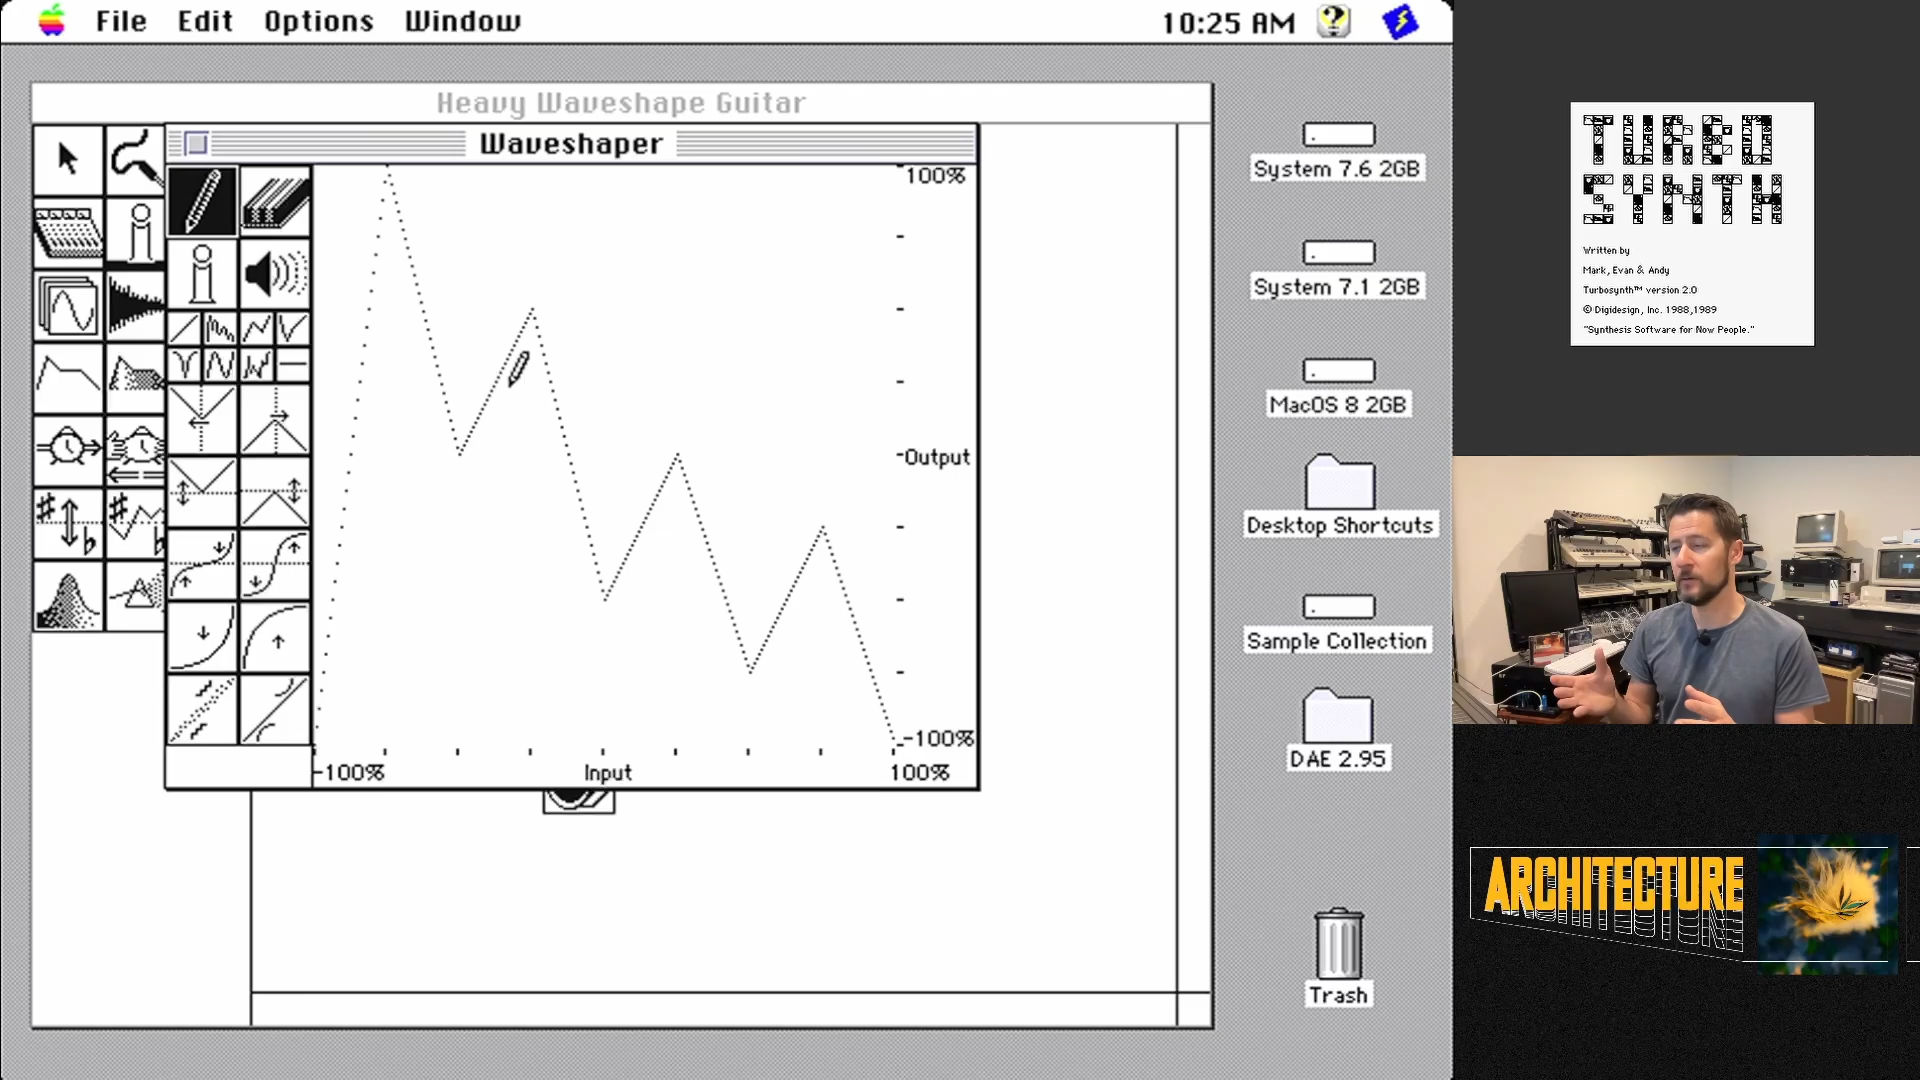 File Edit Options Window 10:25 AM
Heavy Waveshape Guitar
Waveshaper
100%
Output
-100%
-100% Input 100%
System 7.6 2GB
System 7.1 2GB
MacOS 8 2GB
Desktop Shortcuts
Sample Collection
DAE 2.95
Trash
TURBO
SYNTH
Written by
Mark, Evan & Andy
Turbosynth™ version 2.0
© Digidesign, Inc. 1988,1989
"Synthesis Software for Now People."
ARCHITECTURE